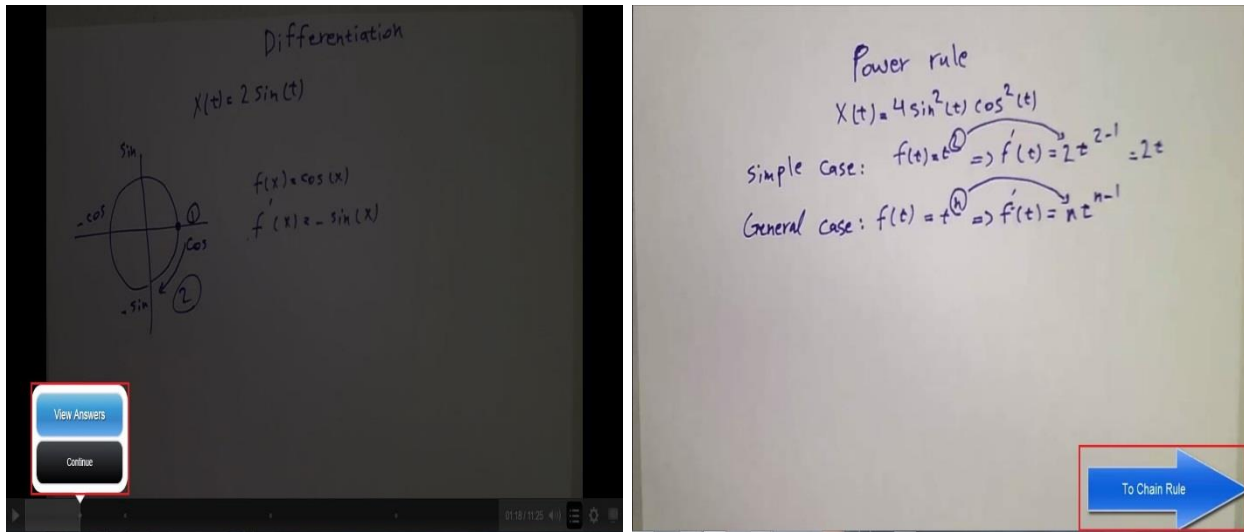 Differentiation
X(t) = 2 sin(t)
sin
f(x) = cos(x)
-cos
①
f'(x) = - sin(x)
cos
-sin
②
View Answers
Continue
01:18 / 11:25
Power rule
X(t) = 4 sin²(t) cos²(t)
Simple case: f(t) = t² => f'(t) = 2t²⁻¹ = 2t
General case: f(t) = tⁿ => f'(t) = n tⁿ⁻¹
To Chain Rule